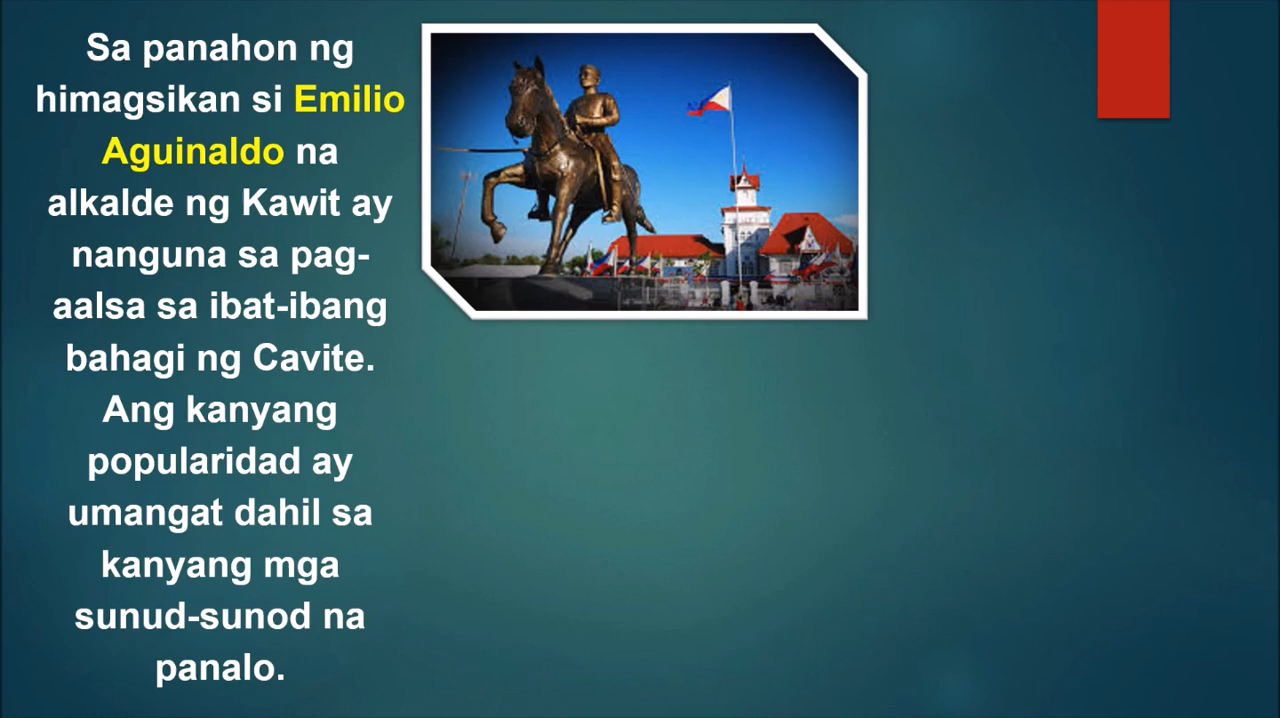 Sa panahon ng
himagsikan si Emilio
Aguinaldo na
alkalde ng Kawit ay
nanguna sa pag-
aalsa sa ibat-ibang
bahagi ng Cavite.
Ang kanyang
popularidad ay
umangat dahil sa
kanyang mga
sunud-sunod na
panalo.